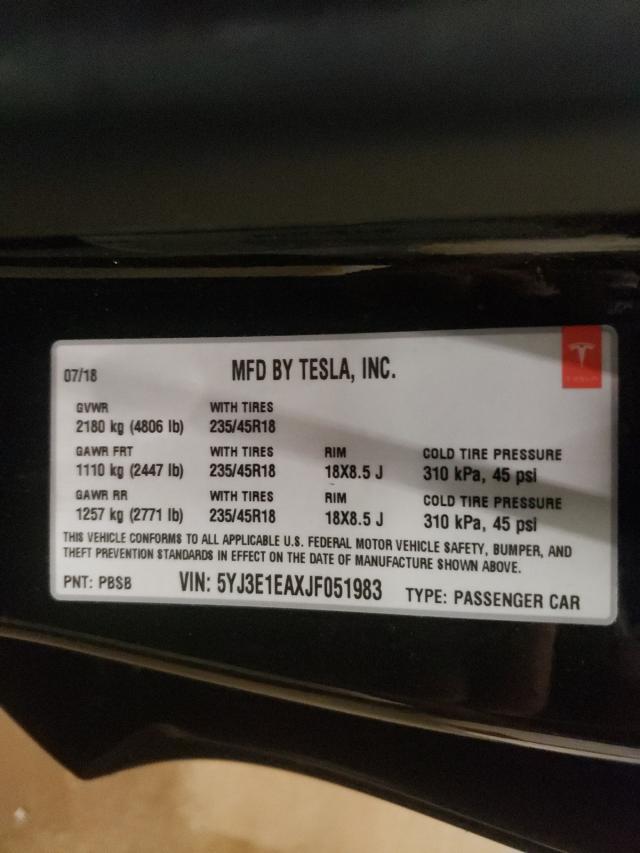 07/18 MFD BY TESLA, INC.
TESLA
GVWR WITH TIRES
2180 kg (4806 lb) 235/45R18
GAWR FRT WITH TIRES RIM COLD TIRE PRESSURE
1110 kg (2447 lb) 235/45R18 18X8.5 J 310 kPa, 45 psi
GAWR RR WITH TIRES RIM COLD TIRE PRESSURE
1257 kg (2771 lb) 235/45R18 18X8.5 J 310 kPa, 45 psi
THIS VEHICLE CONFORMS TO ALL APPLICABLE U.S. FEDERAL MOTOR VEHICLE SAFETY, BUMPER, AND
THEFT PREVENTION STANDARDS IN EFFECT ON THE DATE OF MANUFACTURE SHOWN ABOVE.
PNT: PBSB VIN: 5YJ3E1EAXJF051983 TYPE: PASSENGER CAR